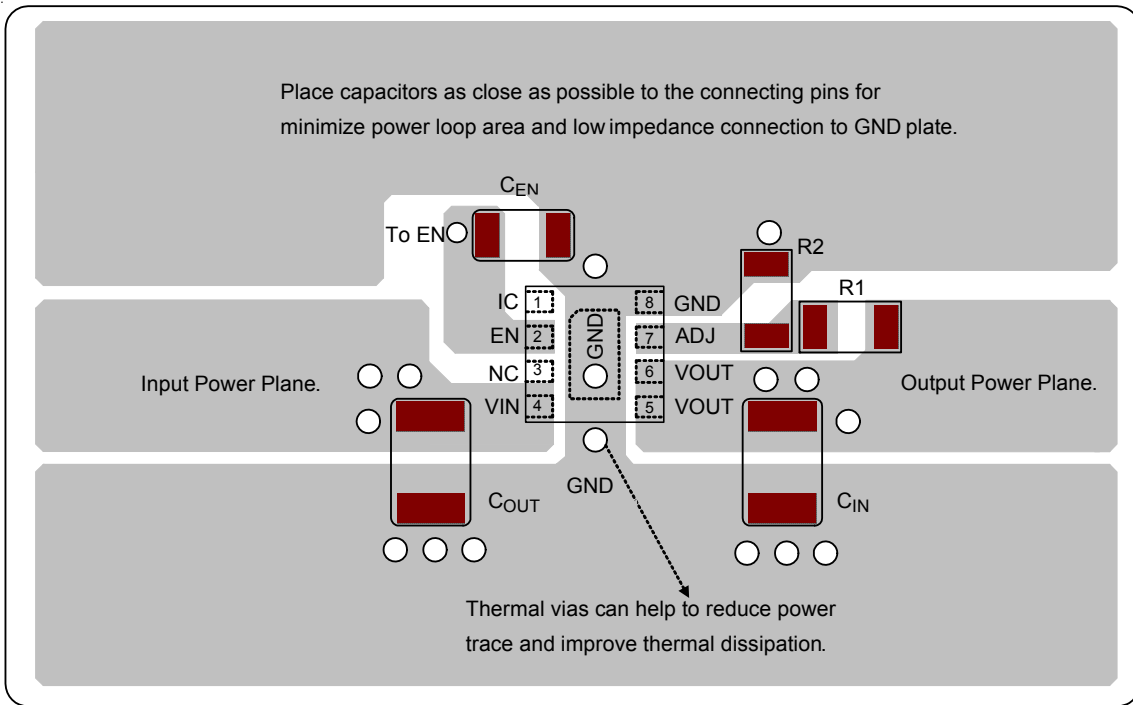 Place capacitors as close as possible to the connecting pins for
minimize power loop area and low impedance connection to GND plate.
CEN
To EN
R2
R1
IC 1
8 GND
EN 2
7 ADJ
NC 3
6 VOUT
VIN 4
5 VOUT
GND
Input Power Plane.
Output Power Plane.
GND
COUT
CIN
Thermal vias can help to reduce power
trace and improve thermal dissipation.